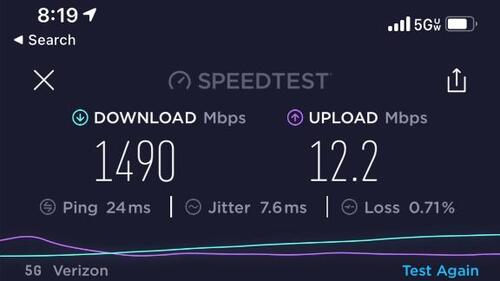 8:19
5G UW
Search
SPEEDTEST
DOWNLOAD Mbps
UPLOAD Mbps
1490
12.2
Ping 24 ms
Jitter 7.6 ms
Loss 0.71%
5G Verizon
Test Again